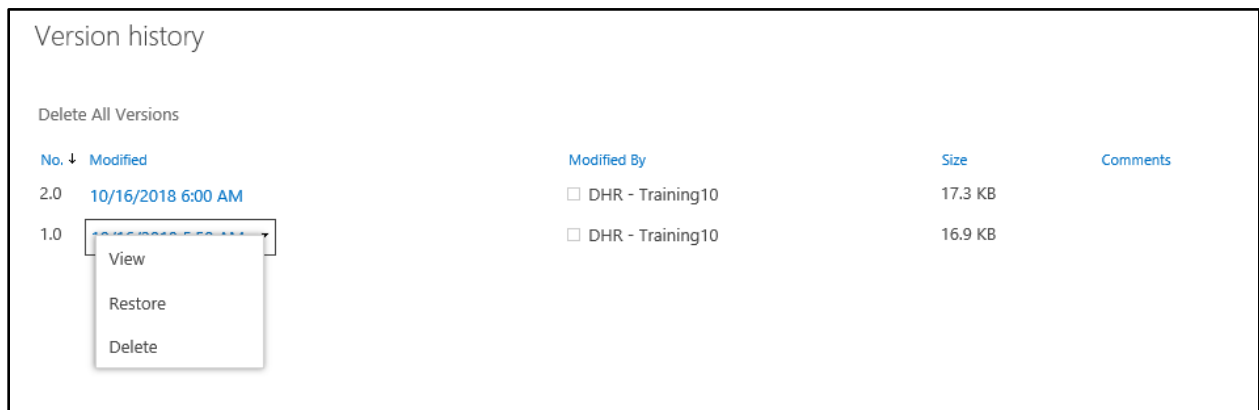 Version history
Delete All Versions
No. Modified Modified By Size Comments
2.0 10/16/2018 6:00 AM DHR - Training10 17.3 KB
1.0 DHR - Training10 16.9 KB
View
Restore
Delete